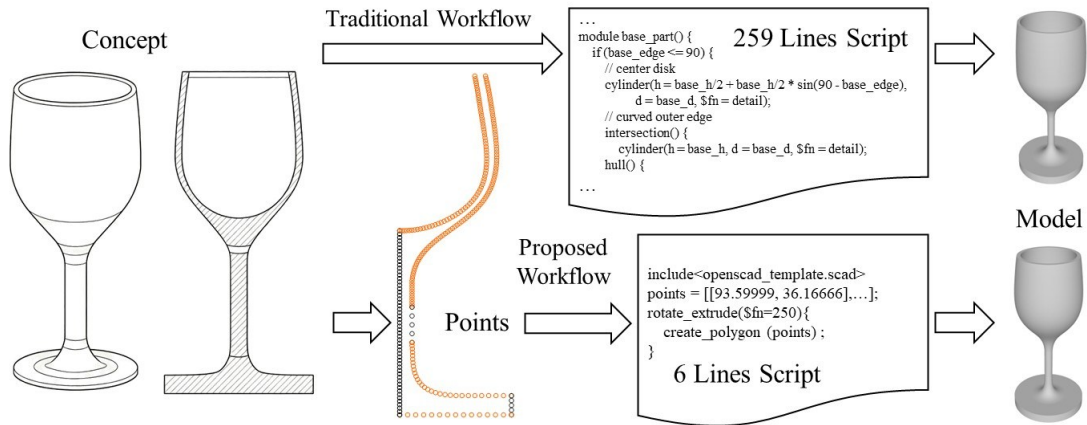 Concept
Traditional Workflow
...
module base_part() {
if (base_edge <= 90) {
// center disk
cylinder(h = base_h/2 + base_h/2 * sin(90 - base_edge),
d = base_d, $fn = detail);
// curved outer edge
intersection() {
cylinder(h = base_h, d = base_d, $fn = detail);
hull() {
...
259 Lines Script
Points
Proposed
Workflow
include<openscad_template.scad>
points = [[93.59999, 36.16666],...];
rotate_extrude($fn=250){
create_polygon (points) ;
}
6 Lines Script
Model